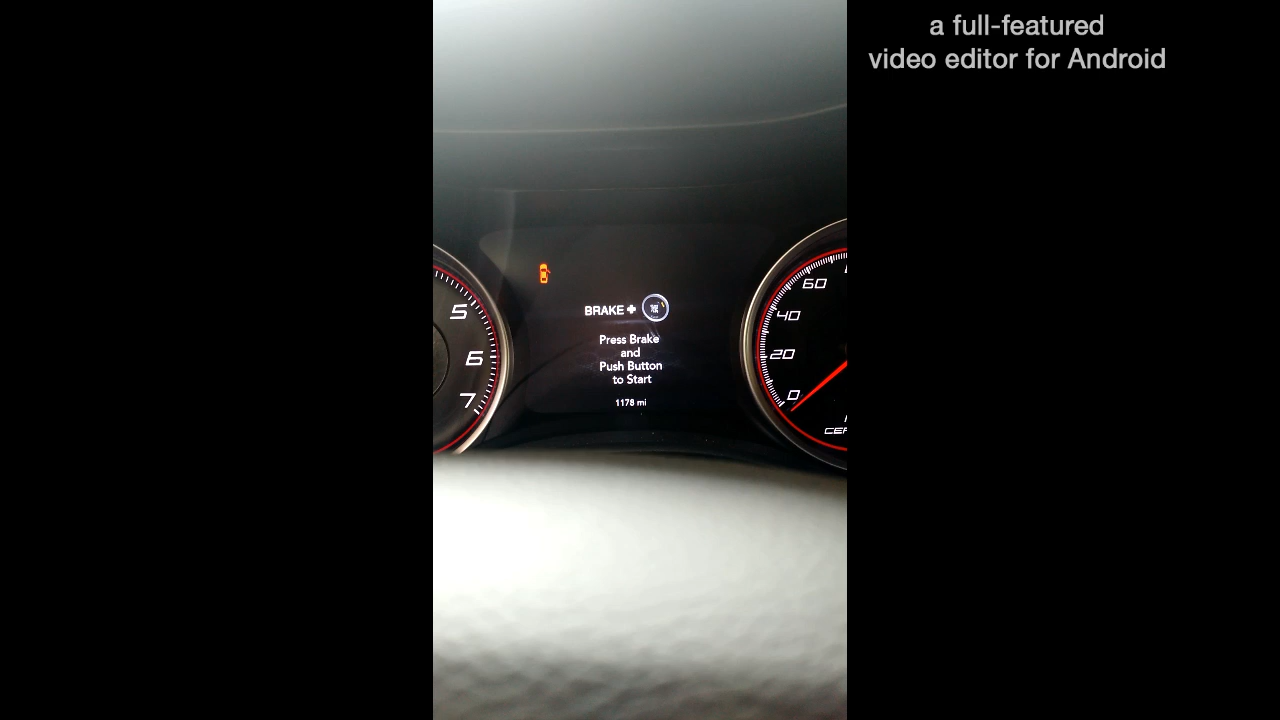 a full-featured
video editor for Android
BRAKE +
Press Brake
and
Push Button
to Start
1178 mi
5
6
7
60
40
20
0